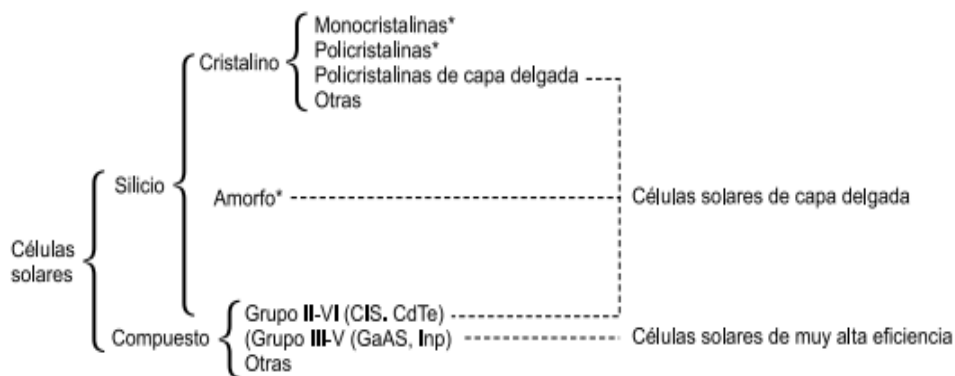 Monocristalinas*
Policristalinas*
Cristalino
Policristalinas de capa delgada
Otras
Silicio
Amorfo*
Células solares de capa delgada
Células
solares
Grupo II-VI (CIS. CdTe)
Compuesto
(Grupo III-V (GaAS, Inp)
Células solares de muy alta eficiencia
Otras